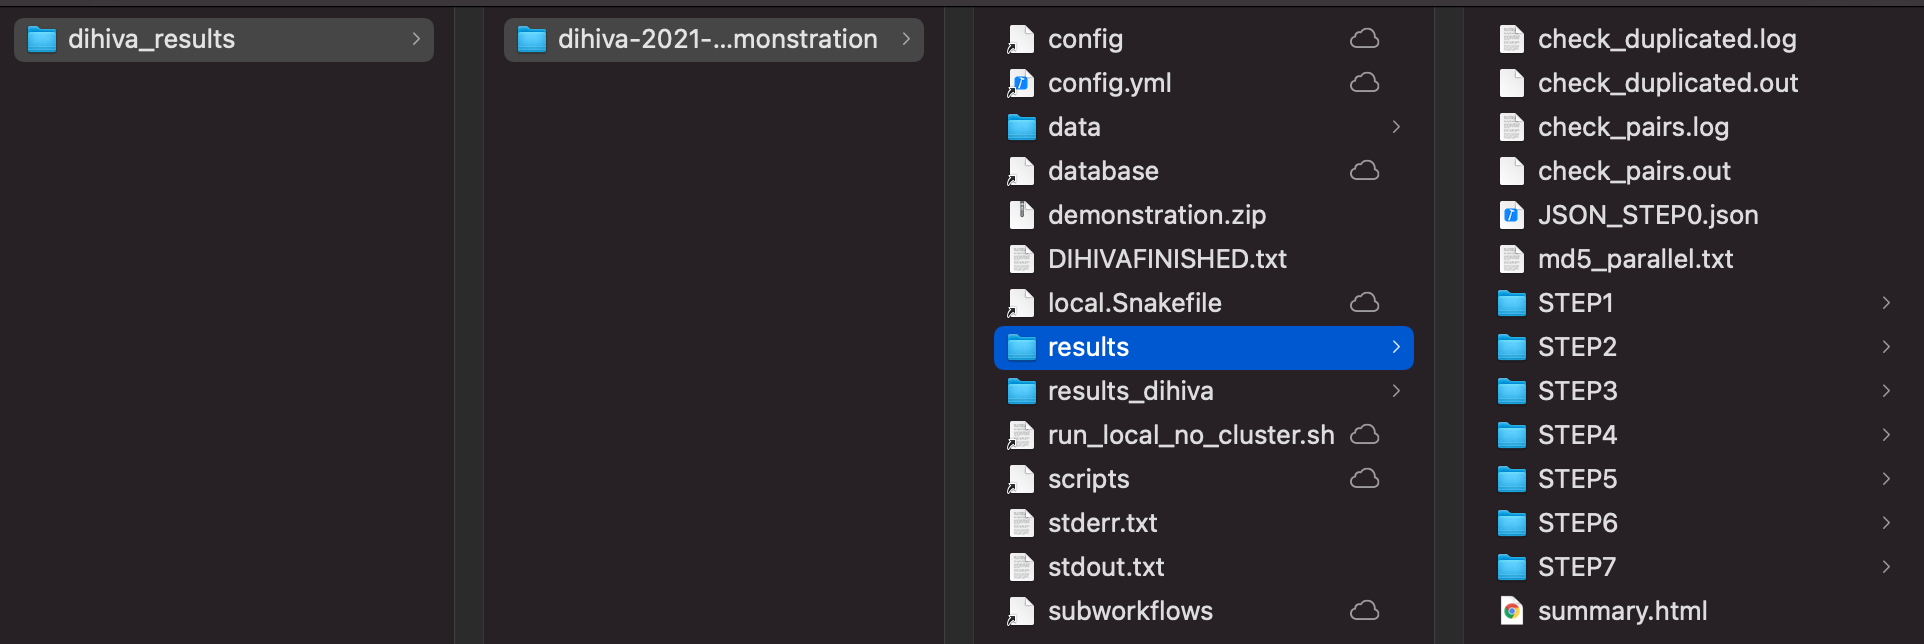 dihiva_results
dihiva-2021-...monstration
config
config.yml
data
database
demonstration.zip
DIHIVAFINISHED.txt
local.Snakefile
results
results_dihiva
run_local_no_cluster.sh
scripts
stderr.txt
stdout.txt
subworkflows
check_duplicated.log
check_duplicated.out
check_pairs.log
check_pairs.out
JSON_STEP0.json
md5_parallel.txt
STEP1
STEP2
STEP3
STEP4
STEP5
STEP6
STEP7
summary.html